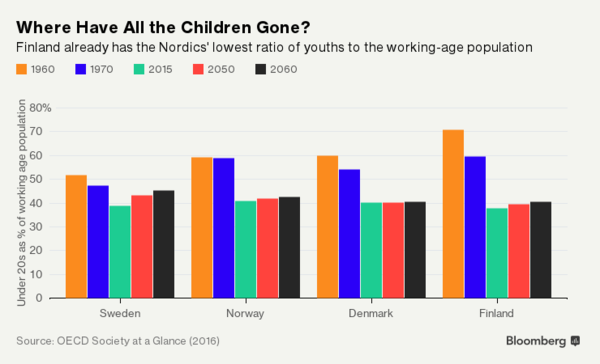 Where Have All the Children Gone?
Finland already has the Nordics' lowest ratio of youths to the working-age population
1960 1970 2015 2050 2060
Under 20s as % of working age population
80%
70
60
50
40
30
20
10
0
Sweden Norway Denmark Finland
Source: OECD Society at a Glance (2016)
Bloomberg